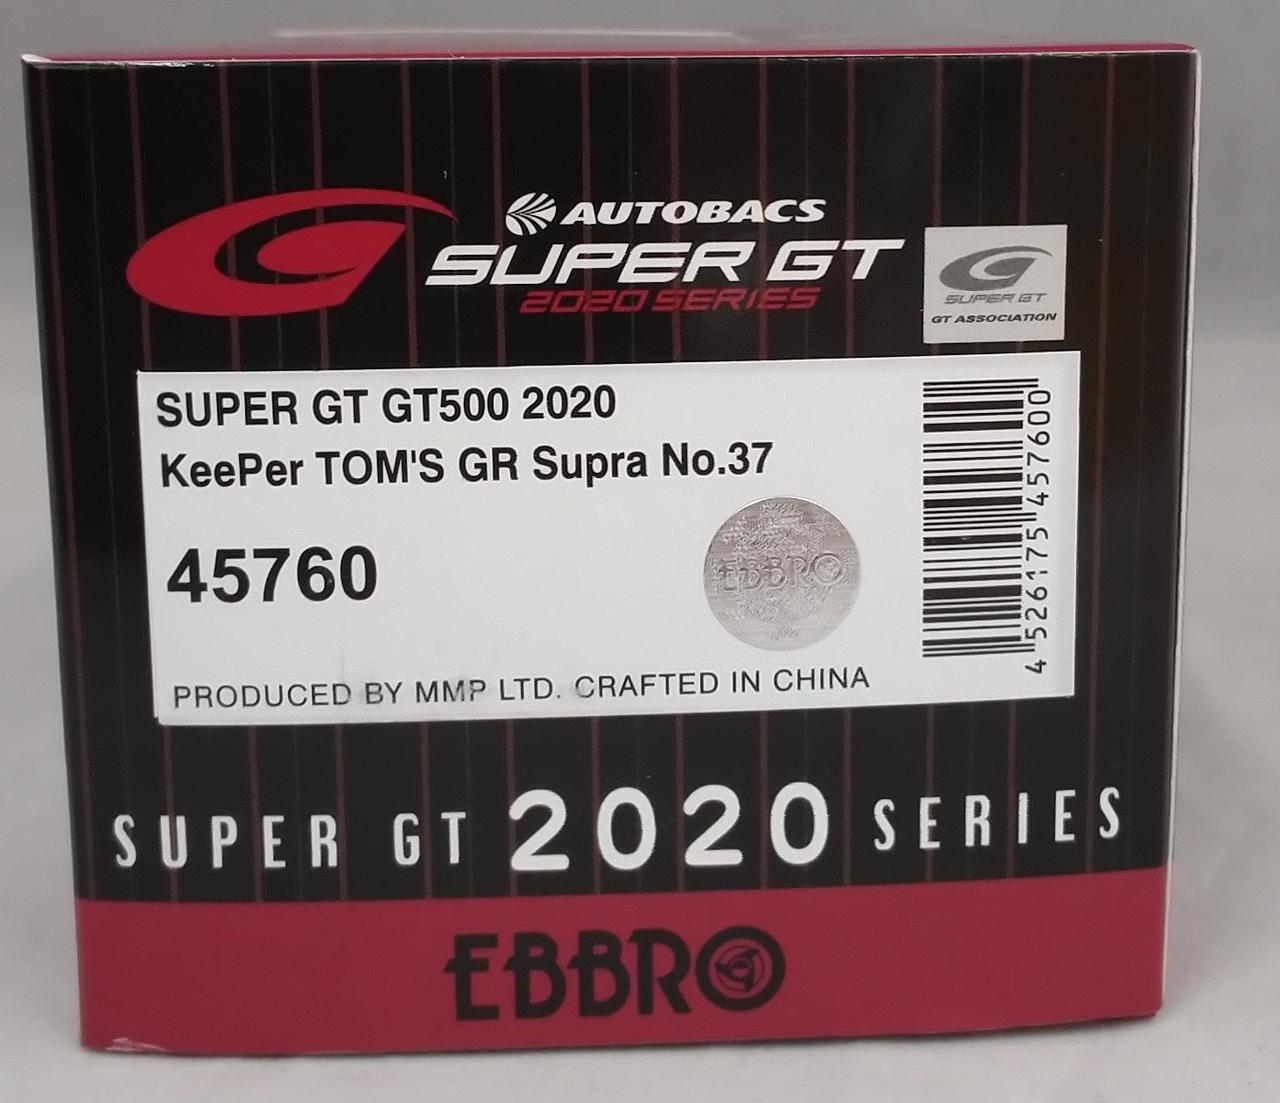 AUTOBACS
SUPER GT
2020 SERIES
SUPER GT
GT ASSOCIATION
SUPER GT GT500 2020
KeePer TOM'S GR Supra No.37
45760
EBBRO
4 526175 457600
PRODUCED BY MMP LTD. CRAFTED IN CHINA
SUPER GT 2020 SERIES
EBBRO